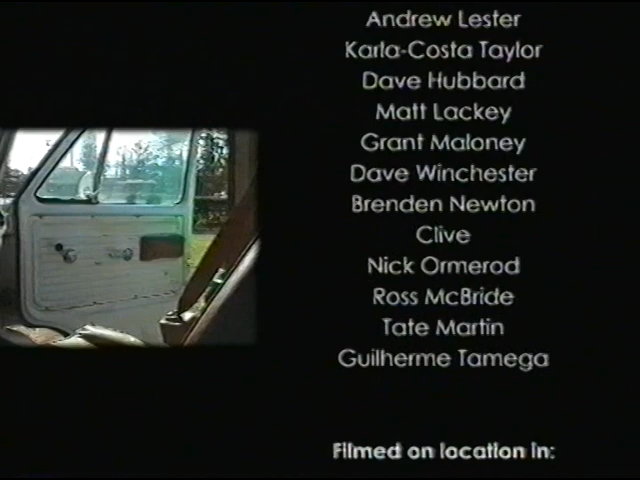 Andrew Lester
Karla-Costa Taylor
Dave Hubbard
Matt Lackey
Grant Maloney
Dave Winchester
Brenden Newton
Clive
Nick Ormerod
Ross McBride
Tate Martin
Guilherme Tamega
Filmed on location in: